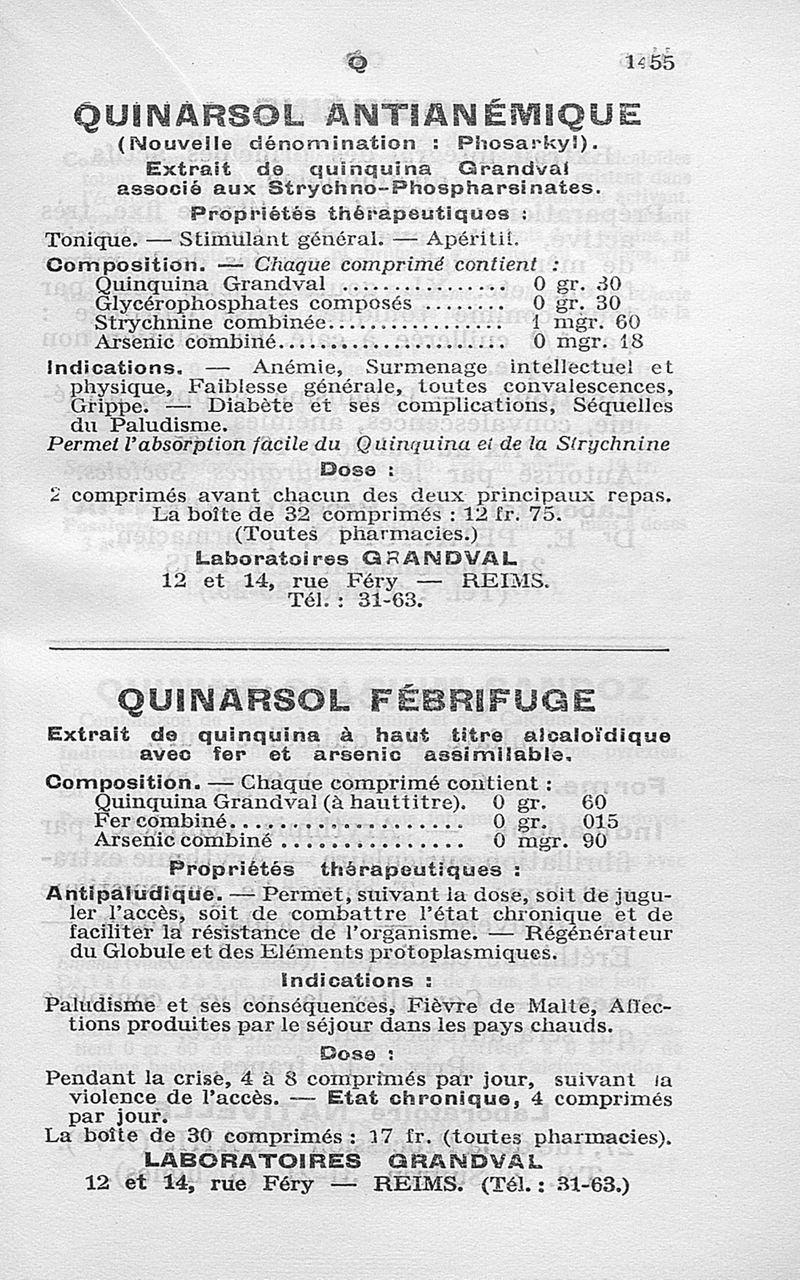 Q 1455
QUINARSOL ANTIANÉMIQUE
(Nouvelle dénomination : Phosarkyl).
Extrait de quinquina Grandval
associé aux Strychno-Phospharsinates.
Propriétés thérapeutiques :
Tonique. — Stimulant général. — Apéritif.
Composition. — Chaque comprimé contient :
Quinquina Grandval ................ 0 gr. 30
Glycérophosphates composés ......... 0 gr. 30
Strychnine combinée.................. 1 mgr. 60
Arsenic combiné....................... 0 mgr. 18
Indications. — Anémie, Surmenage intellectuel et
physique, Faiblesse générale, toutes convalescences,
Grippe. — Diabète et ses complications, Séquelles
du Paludisme.
Permet l'absorption facile du Quinquina et de la Strychnine
Dose :
2 comprimés avant chacun des deux principaux repas.
La boîte de 32 comprimés : 12 fr. 75.
(Toutes pharmacies.)
Laboratoires GRANDVAL
12 et 14, rue Féry — REIMS.
Tél. : 31-63.
QUINARSOL FÉBRIFUGE
Extrait de quinquina à haut titre alcaloïdique
avec fer et arsenic assimilable.
Composition. — Chaque comprimé contient :
Quinquina Grandval (à haut titre). 0 gr. 60
Fer combiné....................... 0 gr. 015
Arsenic combiné .................. 0 mgr. 90
Propriétés thérapeutiques :
Antipaludique. — Permet, suivant la dose, soit de jugu-
ler l'accès, soit de combattre l'état chronique et de
faciliter la résistance de l'organisme. — Régénérateur
du Globule et des Eléments protoplasmiques.
Indications :
Paludisme et ses conséquences, Fièvre de Malte, Affec-
tions produites par le séjour dans les pays chauds.
Dose :
Pendant la crise, 4 à 8 comprimés par jour, suivant la
violence de l'accès. — Etat chronique, 4 comprimés
par jour.
La boîte de 30 comprimés : 17 fr. (toutes pharmacies).
LABORATOIRES GRANDVAL
12 et 14, rue Féry — REIMS. (Tél. : 31-63.)